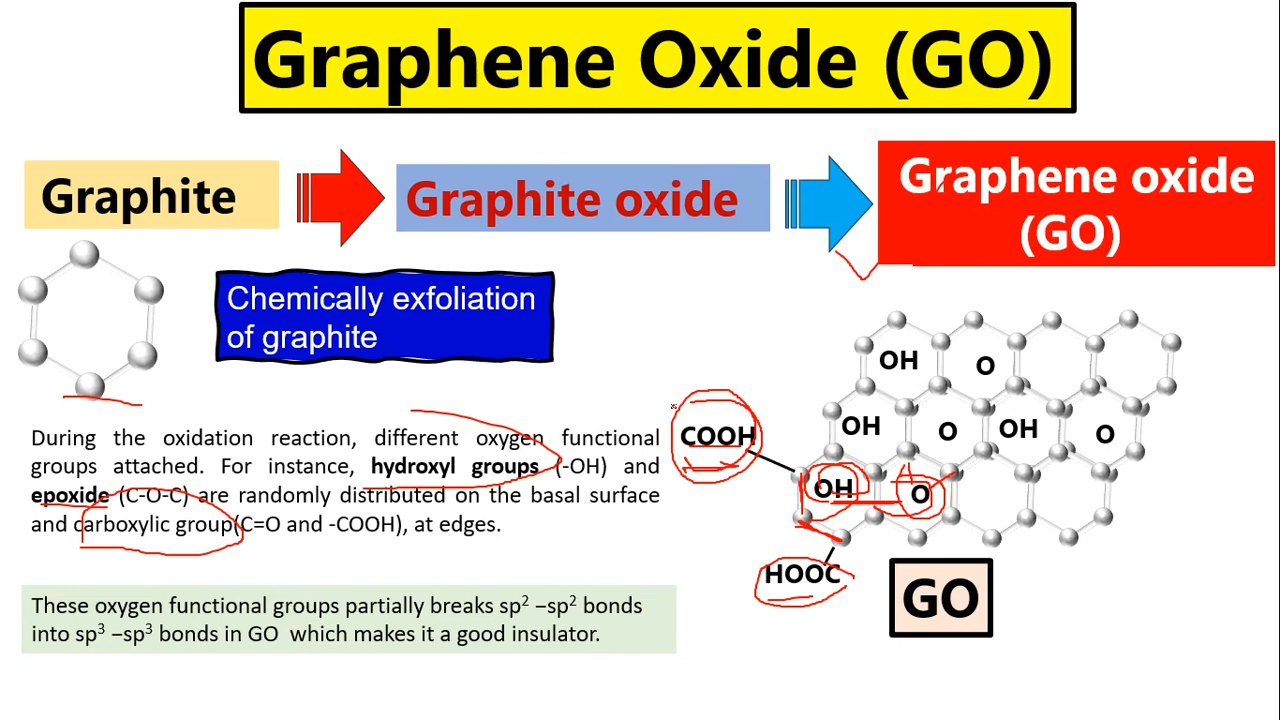 Graphene Oxide (GO)
Graphite
Graphite oxide
Graphene oxide
(GO)
Chemically exfoliation
of graphite
During the oxidation reaction, different oxygen functional
groups attached. For instance, hydroxyl groups (-OH) and
epoxide (C-O-C) are randomly distributed on the basal surface
and carboxylic group(C=O and -COOH), at edges.
These oxygen functional groups partially breaks sp² –sp² bonds
into sp³ –sp³ bonds in GO which makes it a good insulator.
OH
O
COOH
OH
O
OH
O
OH
O
HOOC
GO